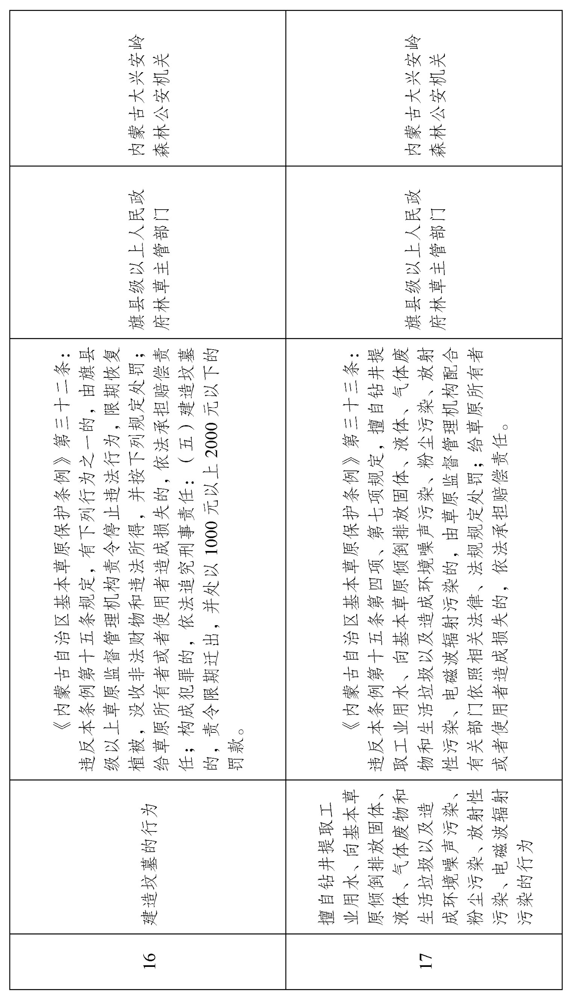 16
建造坟墓的行为
《内蒙古自治区基本草原保护条例》第三十二条：
违反本条例第十五条规定，有下列行为之一的，由旗县
级以上草原监督管理机构责令停止违法行为，限期恢复
植被，没收非法财物和违法所得，并按下列规定处罚；
给草原所有者或者使用者造成损失的，依法承担赔偿责
任；构成犯罪的，依法追究刑事责任：（五）建造坟墓
的，责令限期迁出，并处以 1000 元以上 2000 元以下的
罚款。
旗县级以上人民政
府林草主管部门
内蒙古大兴安岭
森林公安机关
17
擅自钻井提取工
业用水、向基本草
原倾倒排放固体、
液体、气体废物和
生活垃圾以及造
成环境噪声污染、
粉尘污染、放射性
污染、电磁波辐射
污染的行为
《内蒙古自治区基本草原保护条例》第三十三条：
违反本条例第十五条第四项、第七项规定，擅自钻井提
取工业用水、向基本草原倾倒排放固体、液体、气体废
物和生活垃圾以及造成环境噪声污染、粉尘污染、放射
性污染、电磁波辐射污染的，由草原监督管理机构配合
有关部门依照相关法律、法规规定处罚；给草原所有者
或者使用者造成损失的，依法承担赔偿责任。
旗县级以上人民政
府林草主管部门
内蒙古大兴安岭
森林公安机关